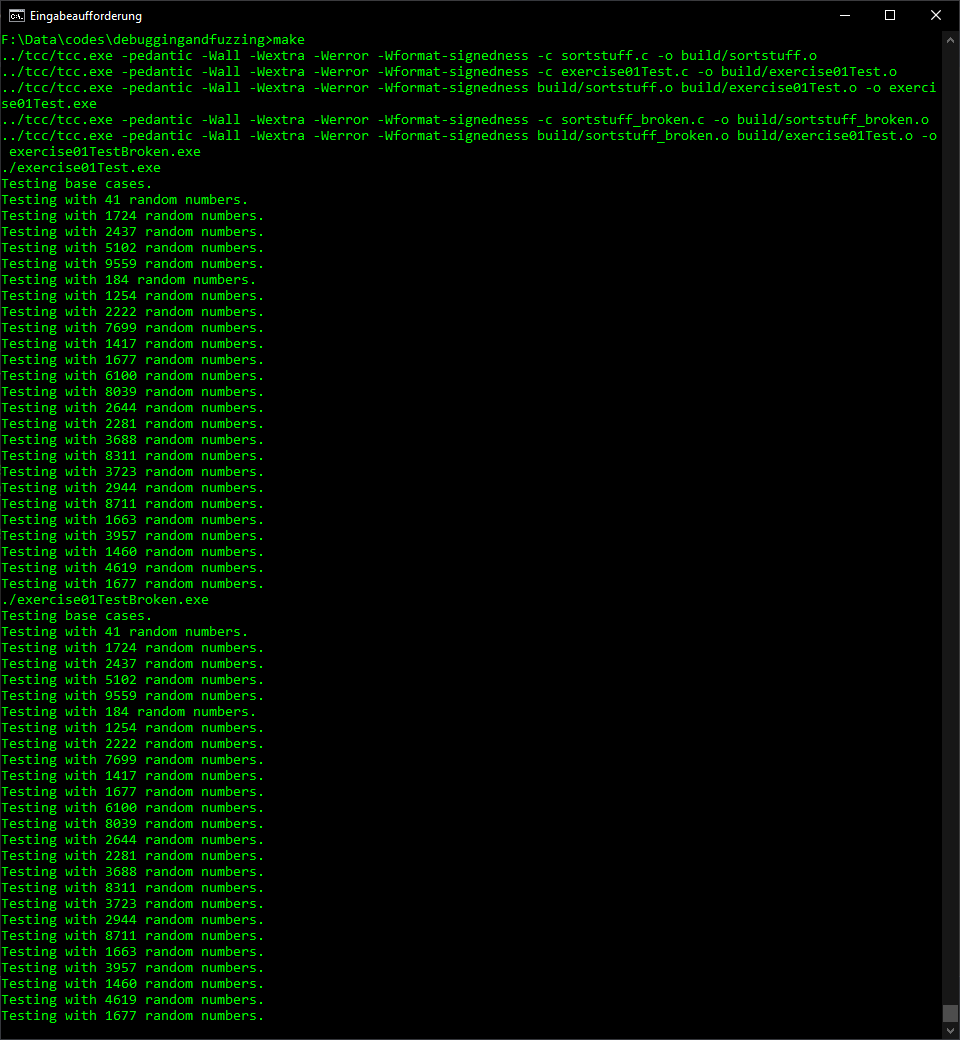 Eingabeaufforderung
F:\Data\codes\debuggingandfuzzing>make
../tcc/tcc.exe -pedantic -Wall -Wextra -Werror -Wformat-signedness -c sortstuff.c -o build/sortstuff.o
../tcc/tcc.exe -pedantic -Wall -Wextra -Werror -Wformat-signedness -c exercise01Test.c -o build/exercise01Test.o
../tcc/tcc.exe -pedantic -Wall -Wextra -Werror -Wformat-signedness build/sortstuff.o build/exercise01Test.o -o exerci
se01Test.exe
../tcc/tcc.exe -pedantic -Wall -Wextra -Werror -Wformat-signedness -c sortstuff_broken.c -o build/sortstuff_broken.o
../tcc/tcc.exe -pedantic -Wall -Wextra -Werror -Wformat-signedness build/sortstuff_broken.o build/exercise01Test.o -o
 exercise01TestBroken.exe
./exercise01Test.exe
Testing base cases.
Testing with 41 random numbers.
Testing with 1724 random numbers.
Testing with 2437 random numbers.
Testing with 5102 random numbers.
Testing with 9559 random numbers.
Testing with 184 random numbers.
Testing with 1254 random numbers.
Testing with 2222 random numbers.
Testing with 7699 random numbers.
Testing with 1417 random numbers.
Testing with 1677 random numbers.
Testing with 6100 random numbers.
Testing with 8039 random numbers.
Testing with 2644 random numbers.
Testing with 2281 random numbers.
Testing with 3688 random numbers.
Testing with 8311 random numbers.
Testing with 3723 random numbers.
Testing with 2944 random numbers.
Testing with 8711 random numbers.
Testing with 1663 random numbers.
Testing with 3957 random numbers.
Testing with 1460 random numbers.
Testing with 4619 random numbers.
Testing with 1677 random numbers.
./exercise01TestBroken.exe
Testing base cases.
Testing with 41 random numbers.
Testing with 1724 random numbers.
Testing with 2437 random numbers.
Testing with 5102 random numbers.
Testing with 9559 random numbers.
Testing with 184 random numbers.
Testing with 1254 random numbers.
Testing with 2222 random numbers.
Testing with 7699 random numbers.
Testing with 1417 random numbers.
Testing with 1677 random numbers.
Testing with 6100 random numbers.
Testing with 8039 random numbers.
Testing with 2644 random numbers.
Testing with 2281 random numbers.
Testing with 3688 random numbers.
Testing with 8311 random numbers.
Testing with 3723 random numbers.
Testing with 2944 random numbers.
Testing with 8711 random numbers.
Testing with 1663 random numbers.
Testing with 3957 random numbers.
Testing with 1460 random numbers.
Testing with 4619 random numbers.
Testing with 1677 random numbers.